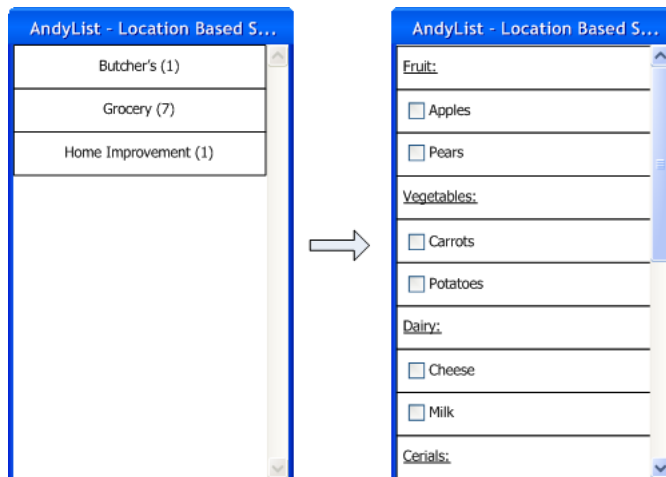 AndyList - Location Based S...
Butcher's (1)
Grocery (7)
Home Improvement (1)
AndyList - Location Based S...
Fruit:
Apples
Pears
Vegetables:
Carrots
Potatoes
Dairy:
Cheese
Milk
Cerials: